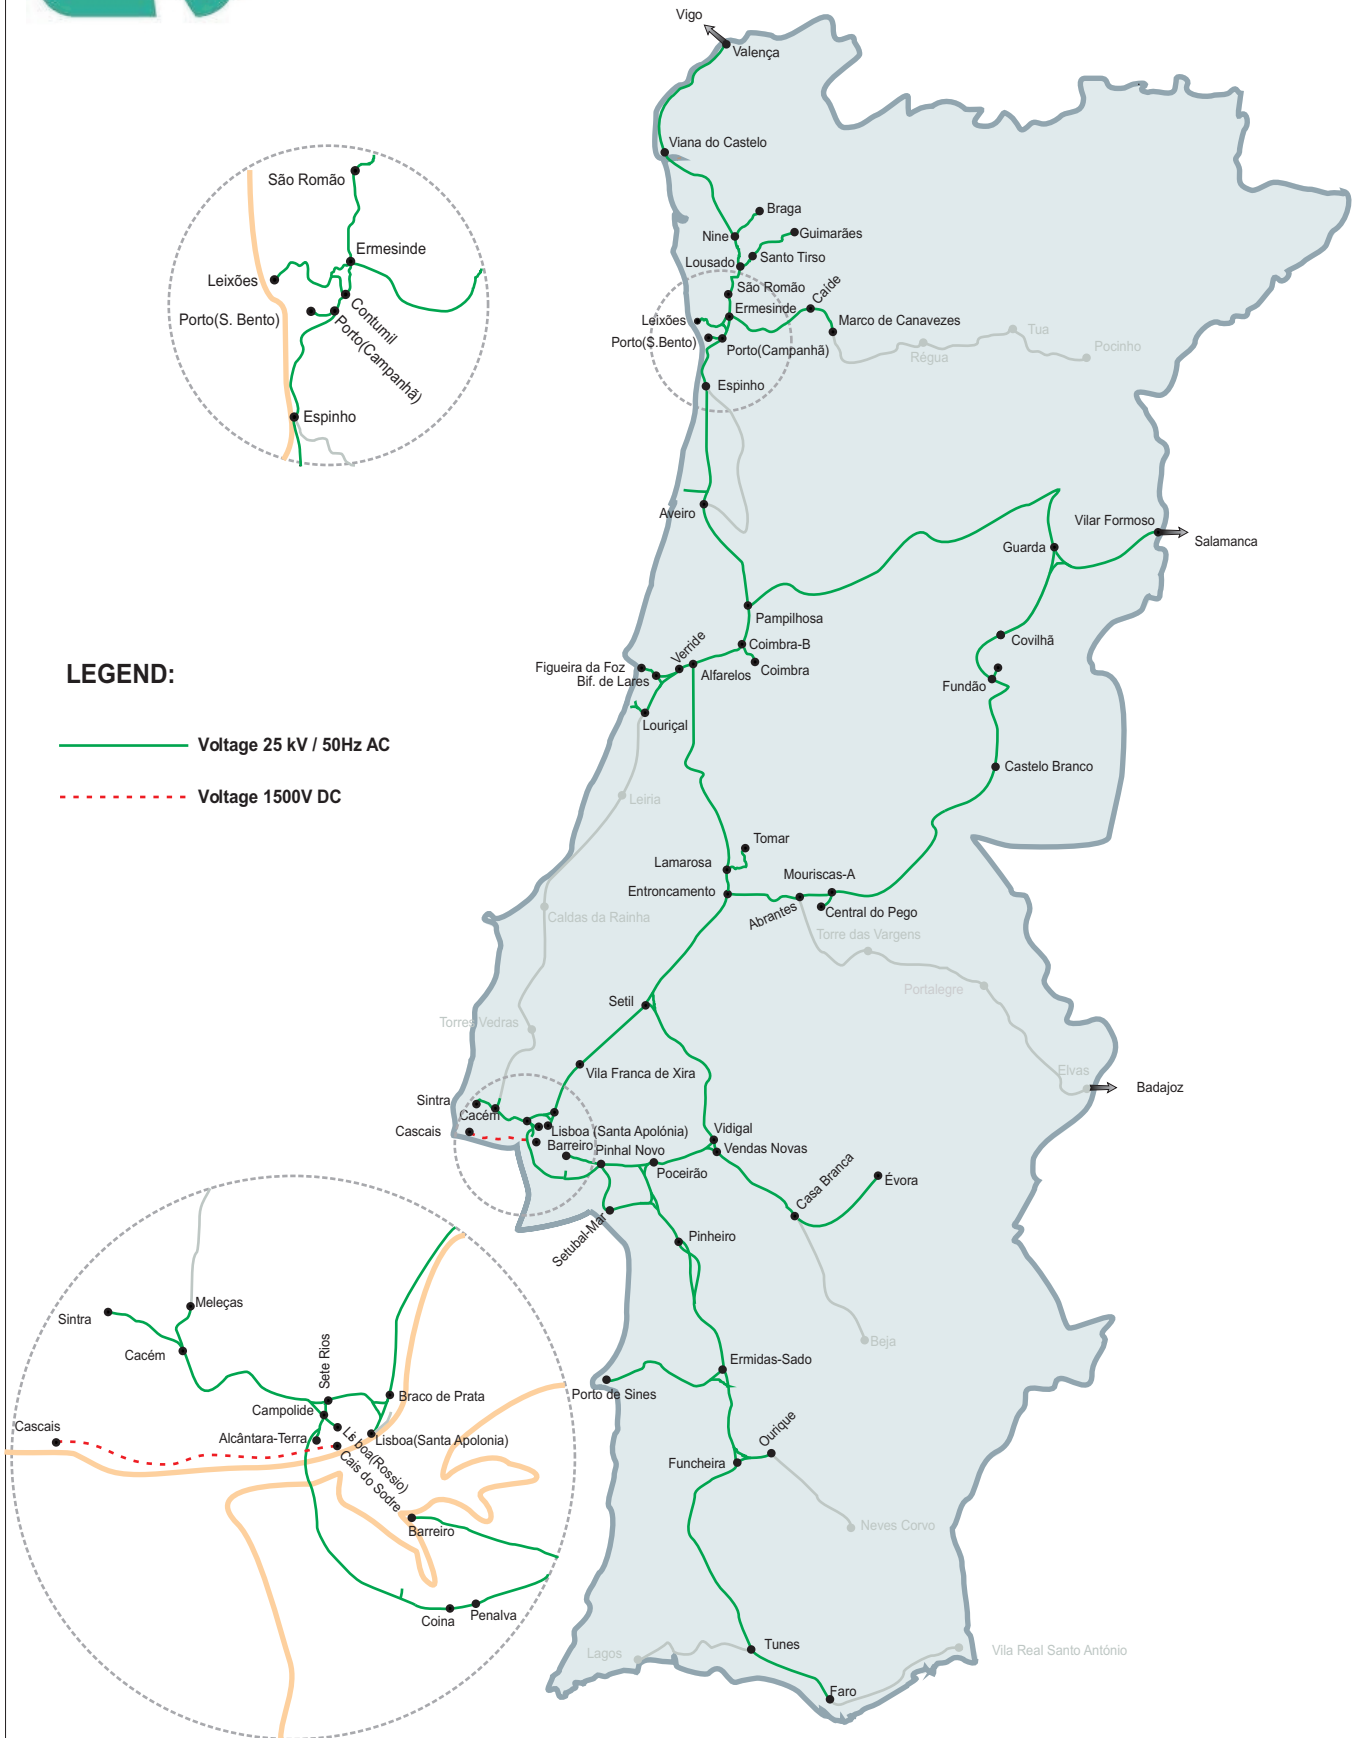 Vigo
Valença
Viana do Castelo
Braga
Nine
Guimarães
Lousado
Santo Tirso
São Romão
Ermesinde
Caíde
Leixões
Marco de Canavezes
Porto(S.Bento)
Porto(Campanhã)
Tua
Régua
Pocinho
Espinho
São Romão
Ermesinde
Leixões
Contumil
Porto(S. Bento)
Porto(Campanhã)
Espinho
Aveiro
Vilar Formoso
Salamanca
Guarda
Pampilhosa
Verride
Coimbra-B
Covilhã
Figueira da Foz
Bif. de Lares
Alfarelos
Coimbra
Fundão
Louriçal
LEGEND:
Voltage 25 kV / 50Hz AC
Voltage 1500V DC
Castelo Branco
Leiria
Tomar
Lamarosa
Mouriscas-A
Entroncamento
Abrantes
Central do Pego
Caldas da Rainha
Torre das Vargens
Portalegre
Setil
Torres Vedras
Vila Franca de Xira
Elvas
Badajoz
Sintra
Cacém
Cascais
Lisboa (Santa Apolónia)
Barreiro
Pinhal Novo
Vidigal
Vendas Novas
Poceirão
Casa Branca
Évora
Setubal-Mar
Pinheiro
Beja
Ermidas-Sado
Porto de Sines
Ourique
Funcheira
Neves Corvo
Tunes
Lagos
Vila Real Santo António
Faro
Meleças
Sintra
Cacém
Sete Rios
Braco de Prata
Campolide
Cascais
Alcântara-Terra
Lisboa(Rossio)
Lisboa(Santa Apolonia)
Cais do Sodre
Barreiro
Coina
Penalva